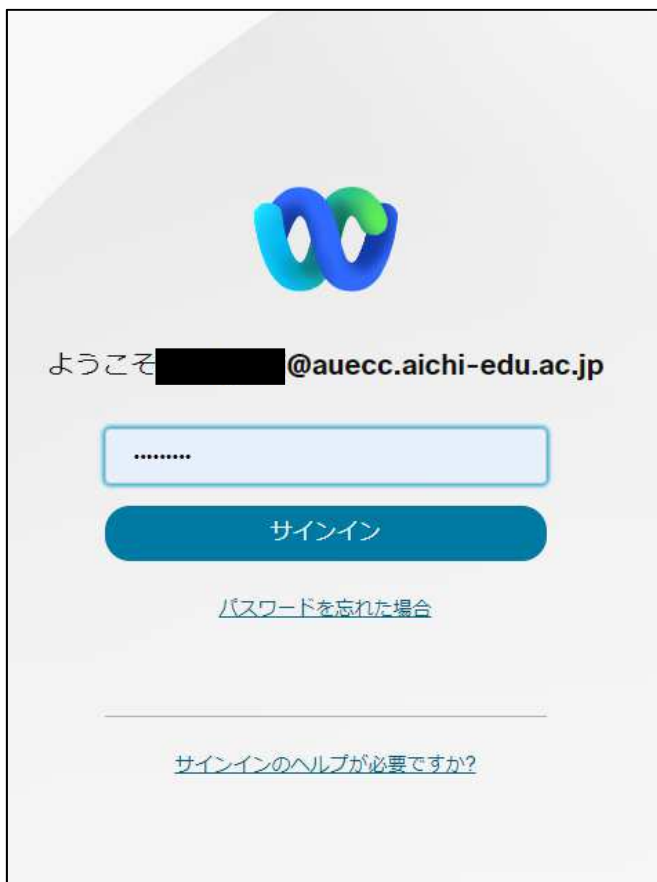 ようこそ @auecc.aichi-edu.ac.jp
•••••••••
サインイン
パスワードを忘れた場合
サインインのヘルプが必要ですか?